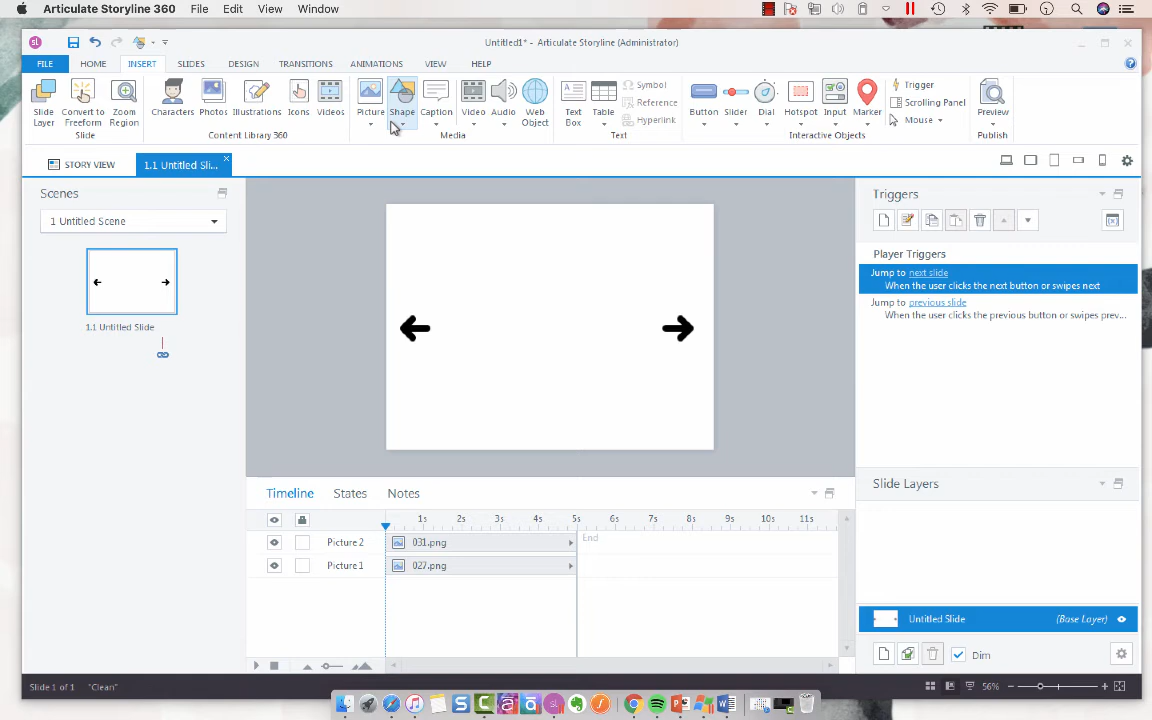 Articulate Storyline 360 File Edit View Window
Untitled1* - Articulate Storyline (Administrator)
FILE HOME INSERT SLIDES DESIGN TRANSITIONS ANIMATIONS VIEW HELP
Slide Layer
Convert to Freeform
Zoom Region
Slide
Characters
Photos
Illustrations
Icons
Videos
Content Library 360
Picture
Shape
Caption
Video
Audio
Web Object
Media
Text Box
Table
Symbol
Reference
Hyperlink
Text
Button
Slider
Dial
Hotspot
Input
Marker
Trigger
Scrolling Panel
Mouse
Interactive Objects
Preview
Publish
STORY VIEW
1.1 Untitled Sli...
Scenes
1 Untitled Scene
1.1 Untitled Slide
Triggers
Player Triggers
Jump to next slide
When the user clicks the next button or swipes next
Jump to previous slide
When the user clicks the previous button or swipes prev...
Timeline States Notes
1s 2s 3s 4s 5s 6s 7s 8s 9s 10s 11s
Picture 2 031.png End
Picture 1 027.png
Slide Layers
Untitled Slide (Base Layer)
Dim
Slide 1 of 1 "Clean" 56%